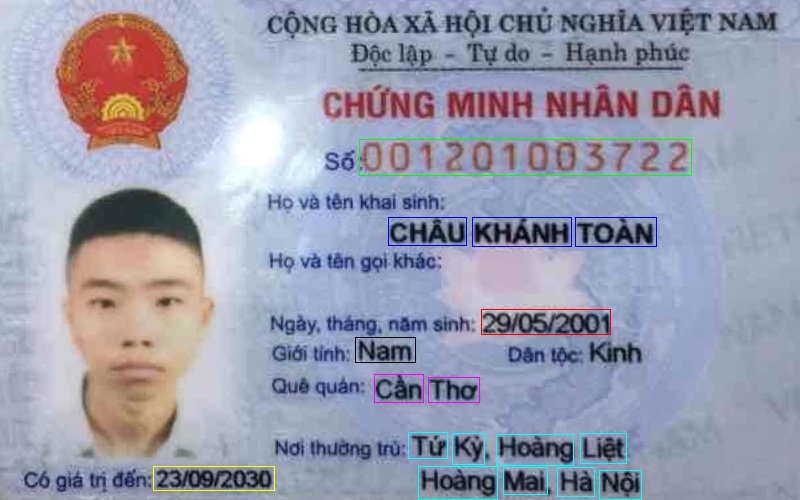 CỘNG HÒA XÃ HỘI CHỦ NGHĨA VIỆT NAM
Độc lập - Tự do - Hạnh phúc
CHỨNG MINH NHÂN DÂN
Số: 001201003722
Họ và tên khai sinh:
CHÂU KHÁNH TOÀN
Họ và tên gọi khác:
Ngày, tháng, năm sinh: 29/05/2001
Giới tính: Nam Dân tộc: Kinh
Quê quán: Cần Thơ
Nơi thường trú: Tứ Kỳ, Hoàng Liệt
Hoàng Mai, Hà Nội
Có giá trị đến: 23/09/2030